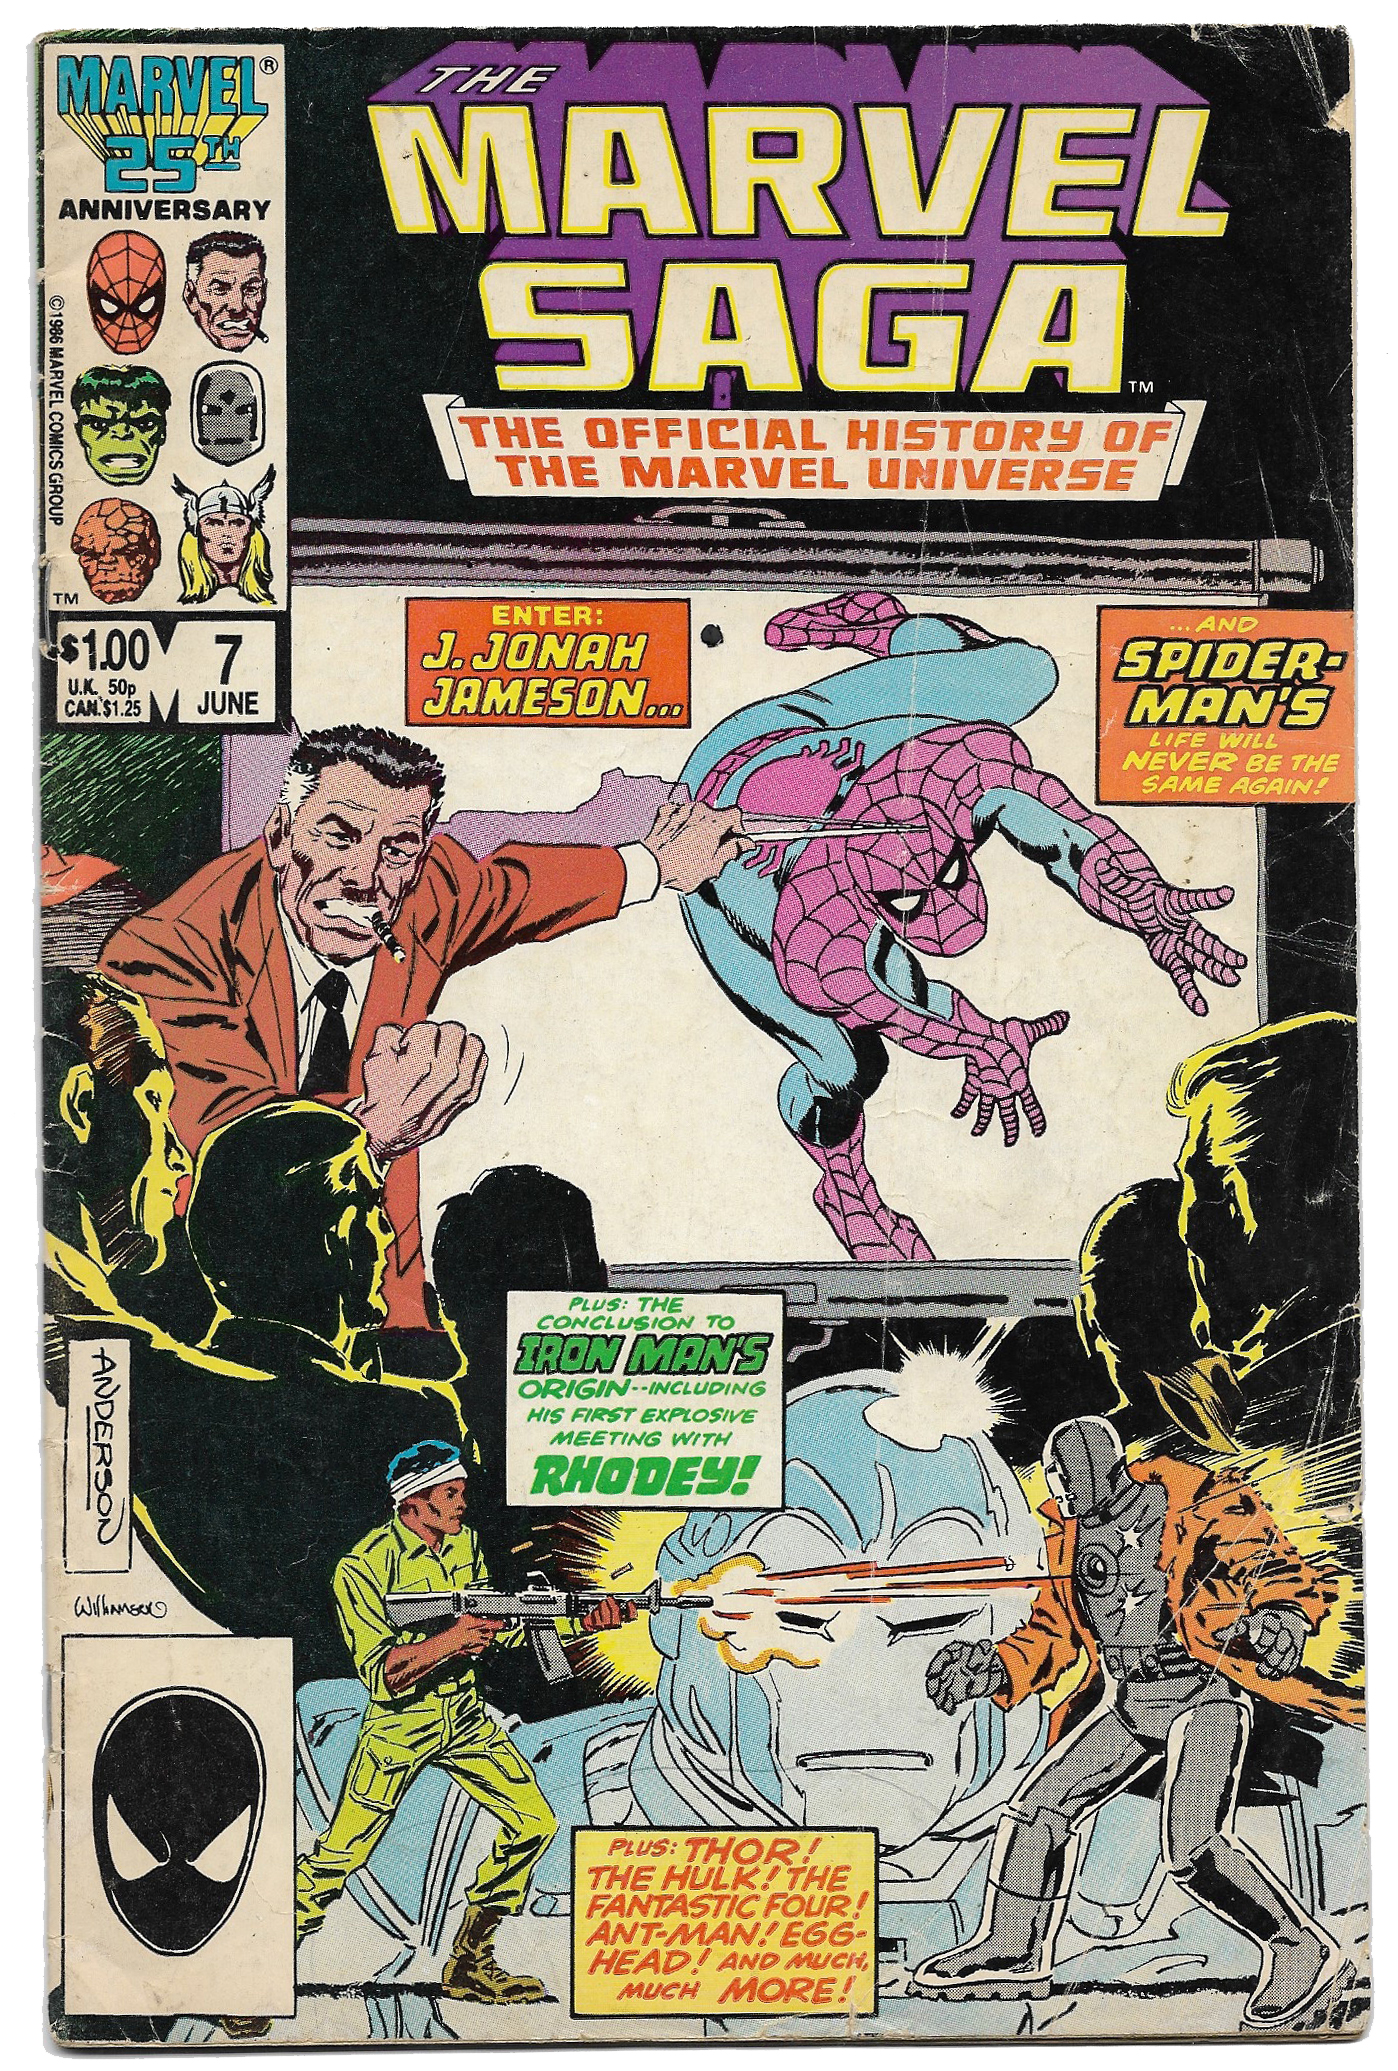 MARVEL®
25TH
ANNIVERSARY
©1986 MARVEL COMICS GROUP
TM
$1.00
U.K. 50p
CAN.$1.25
7
JUNE
THE
MARVEL
SAGA™
THE OFFICIAL HISTORY OF
THE MARVEL UNIVERSE
ENTER:
J. JONAH
JAMESON...
...AND
SPIDER-
MAN'S
LIFE WILL
NEVER BE THE
SAME AGAIN!
PLUS: THE
CONCLUSION TO
IRON MAN'S
ORIGIN--INCLUDING
HIS FIRST EXPLOSIVE
MEETING WITH
RHODEY!
ANDERSON
Williamson
PLUS: THOR!
THE HULK! THE
FANTASTIC FOUR!
ANT-MAN! EGG-
HEAD! AND MUCH,
MUCH MORE!